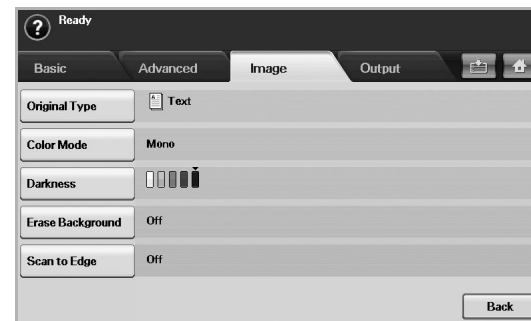 ? Ready
Basic Advanced Image Output
Original Type Text
Color Mode Mono
Darkness
Erase Background Off
Scan to Edge Off
Back